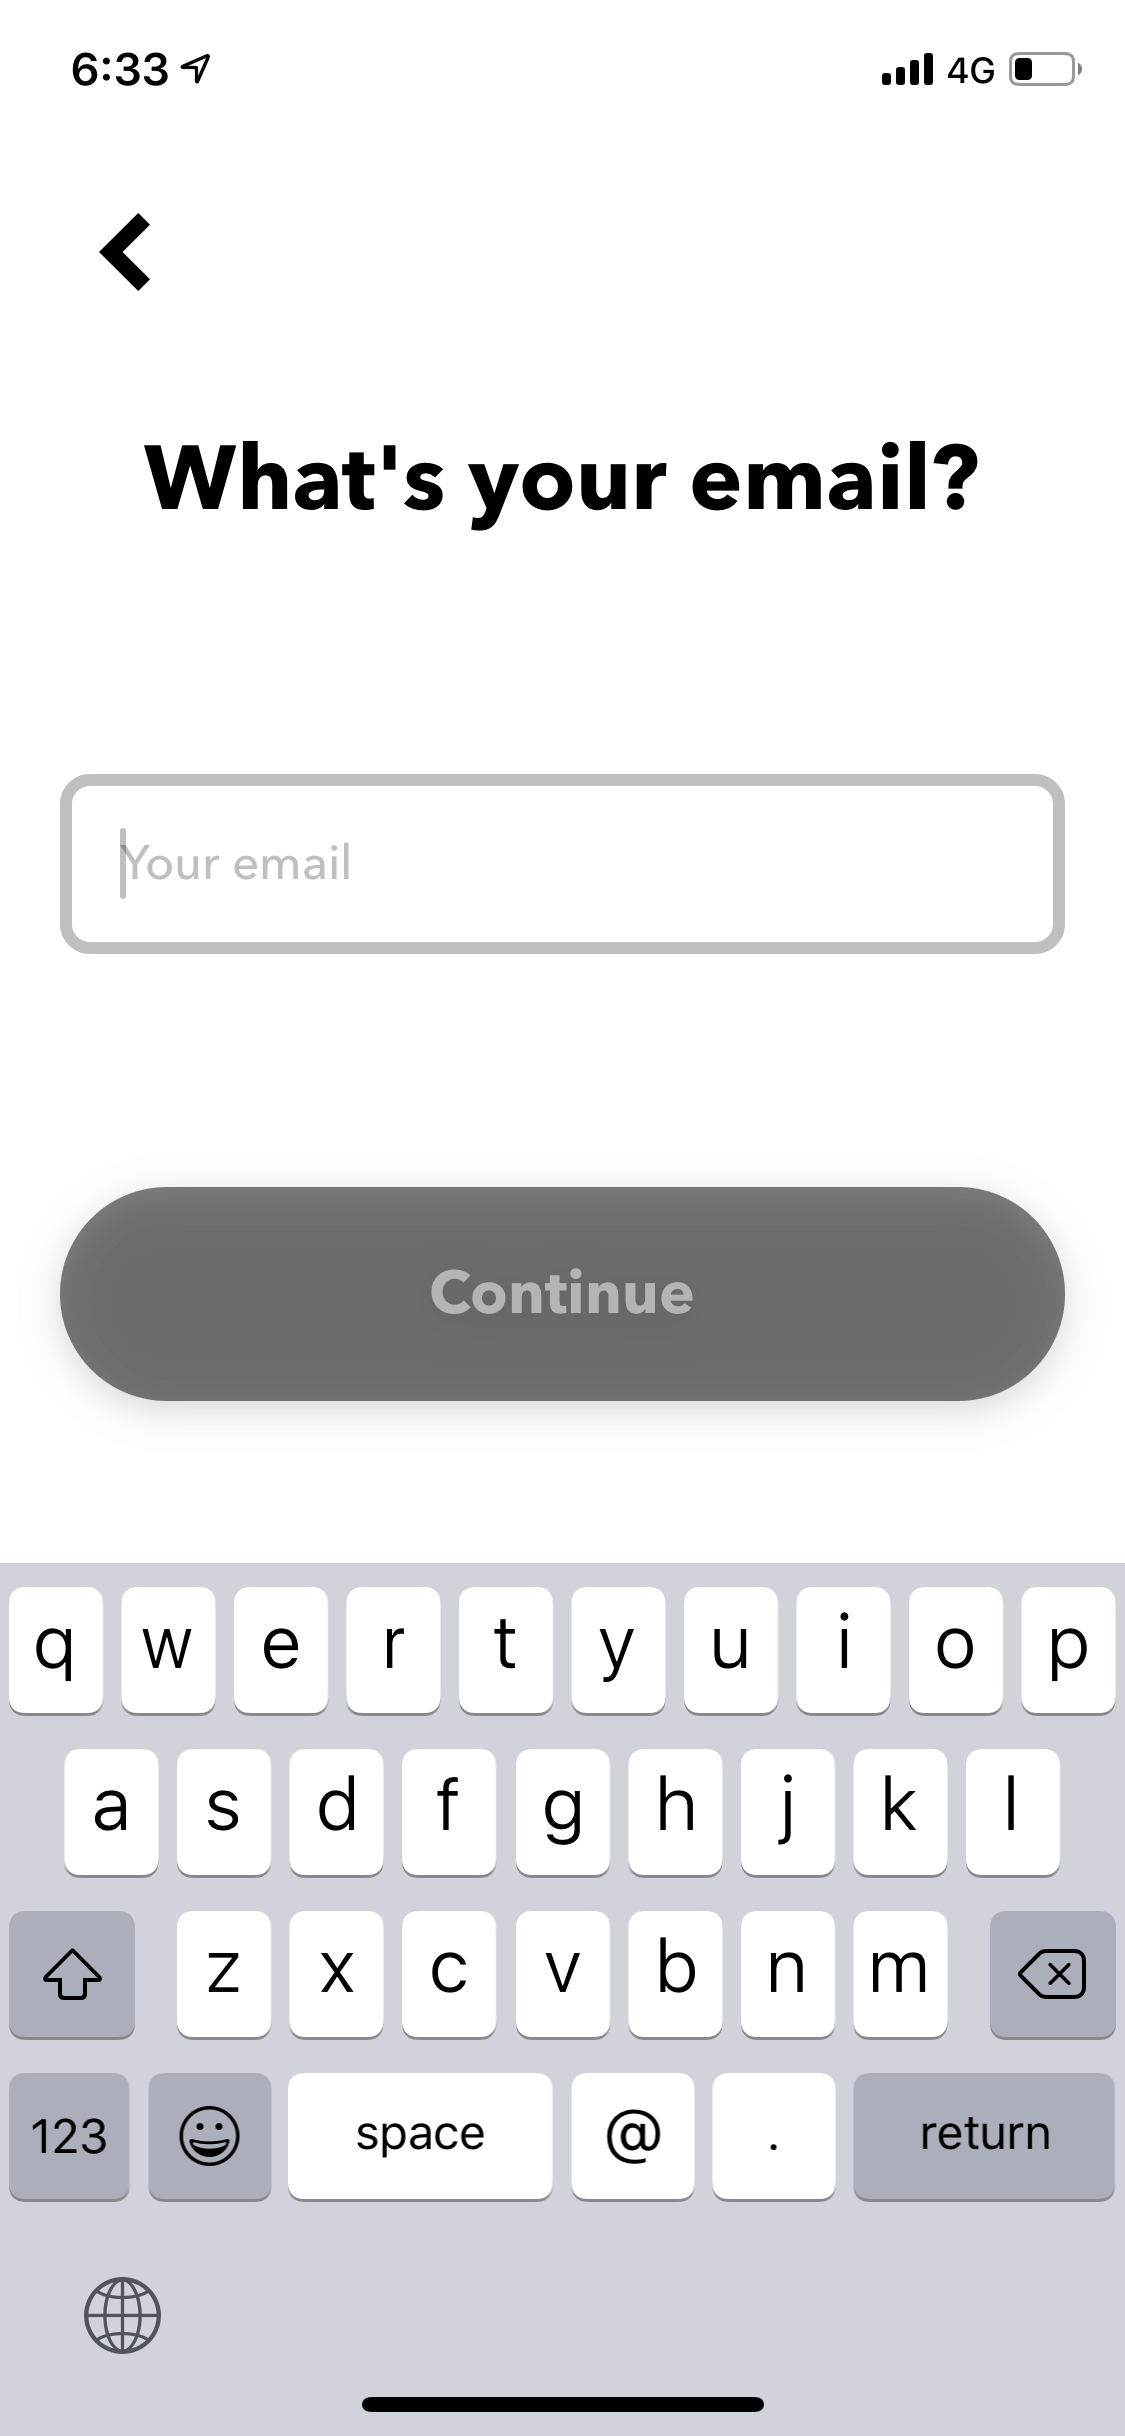 6:33 4G
What's your email?
Your email
Continue
q w e r t y u i o p
a s d f g h j k l
z x c v b n m
123 space @ . return